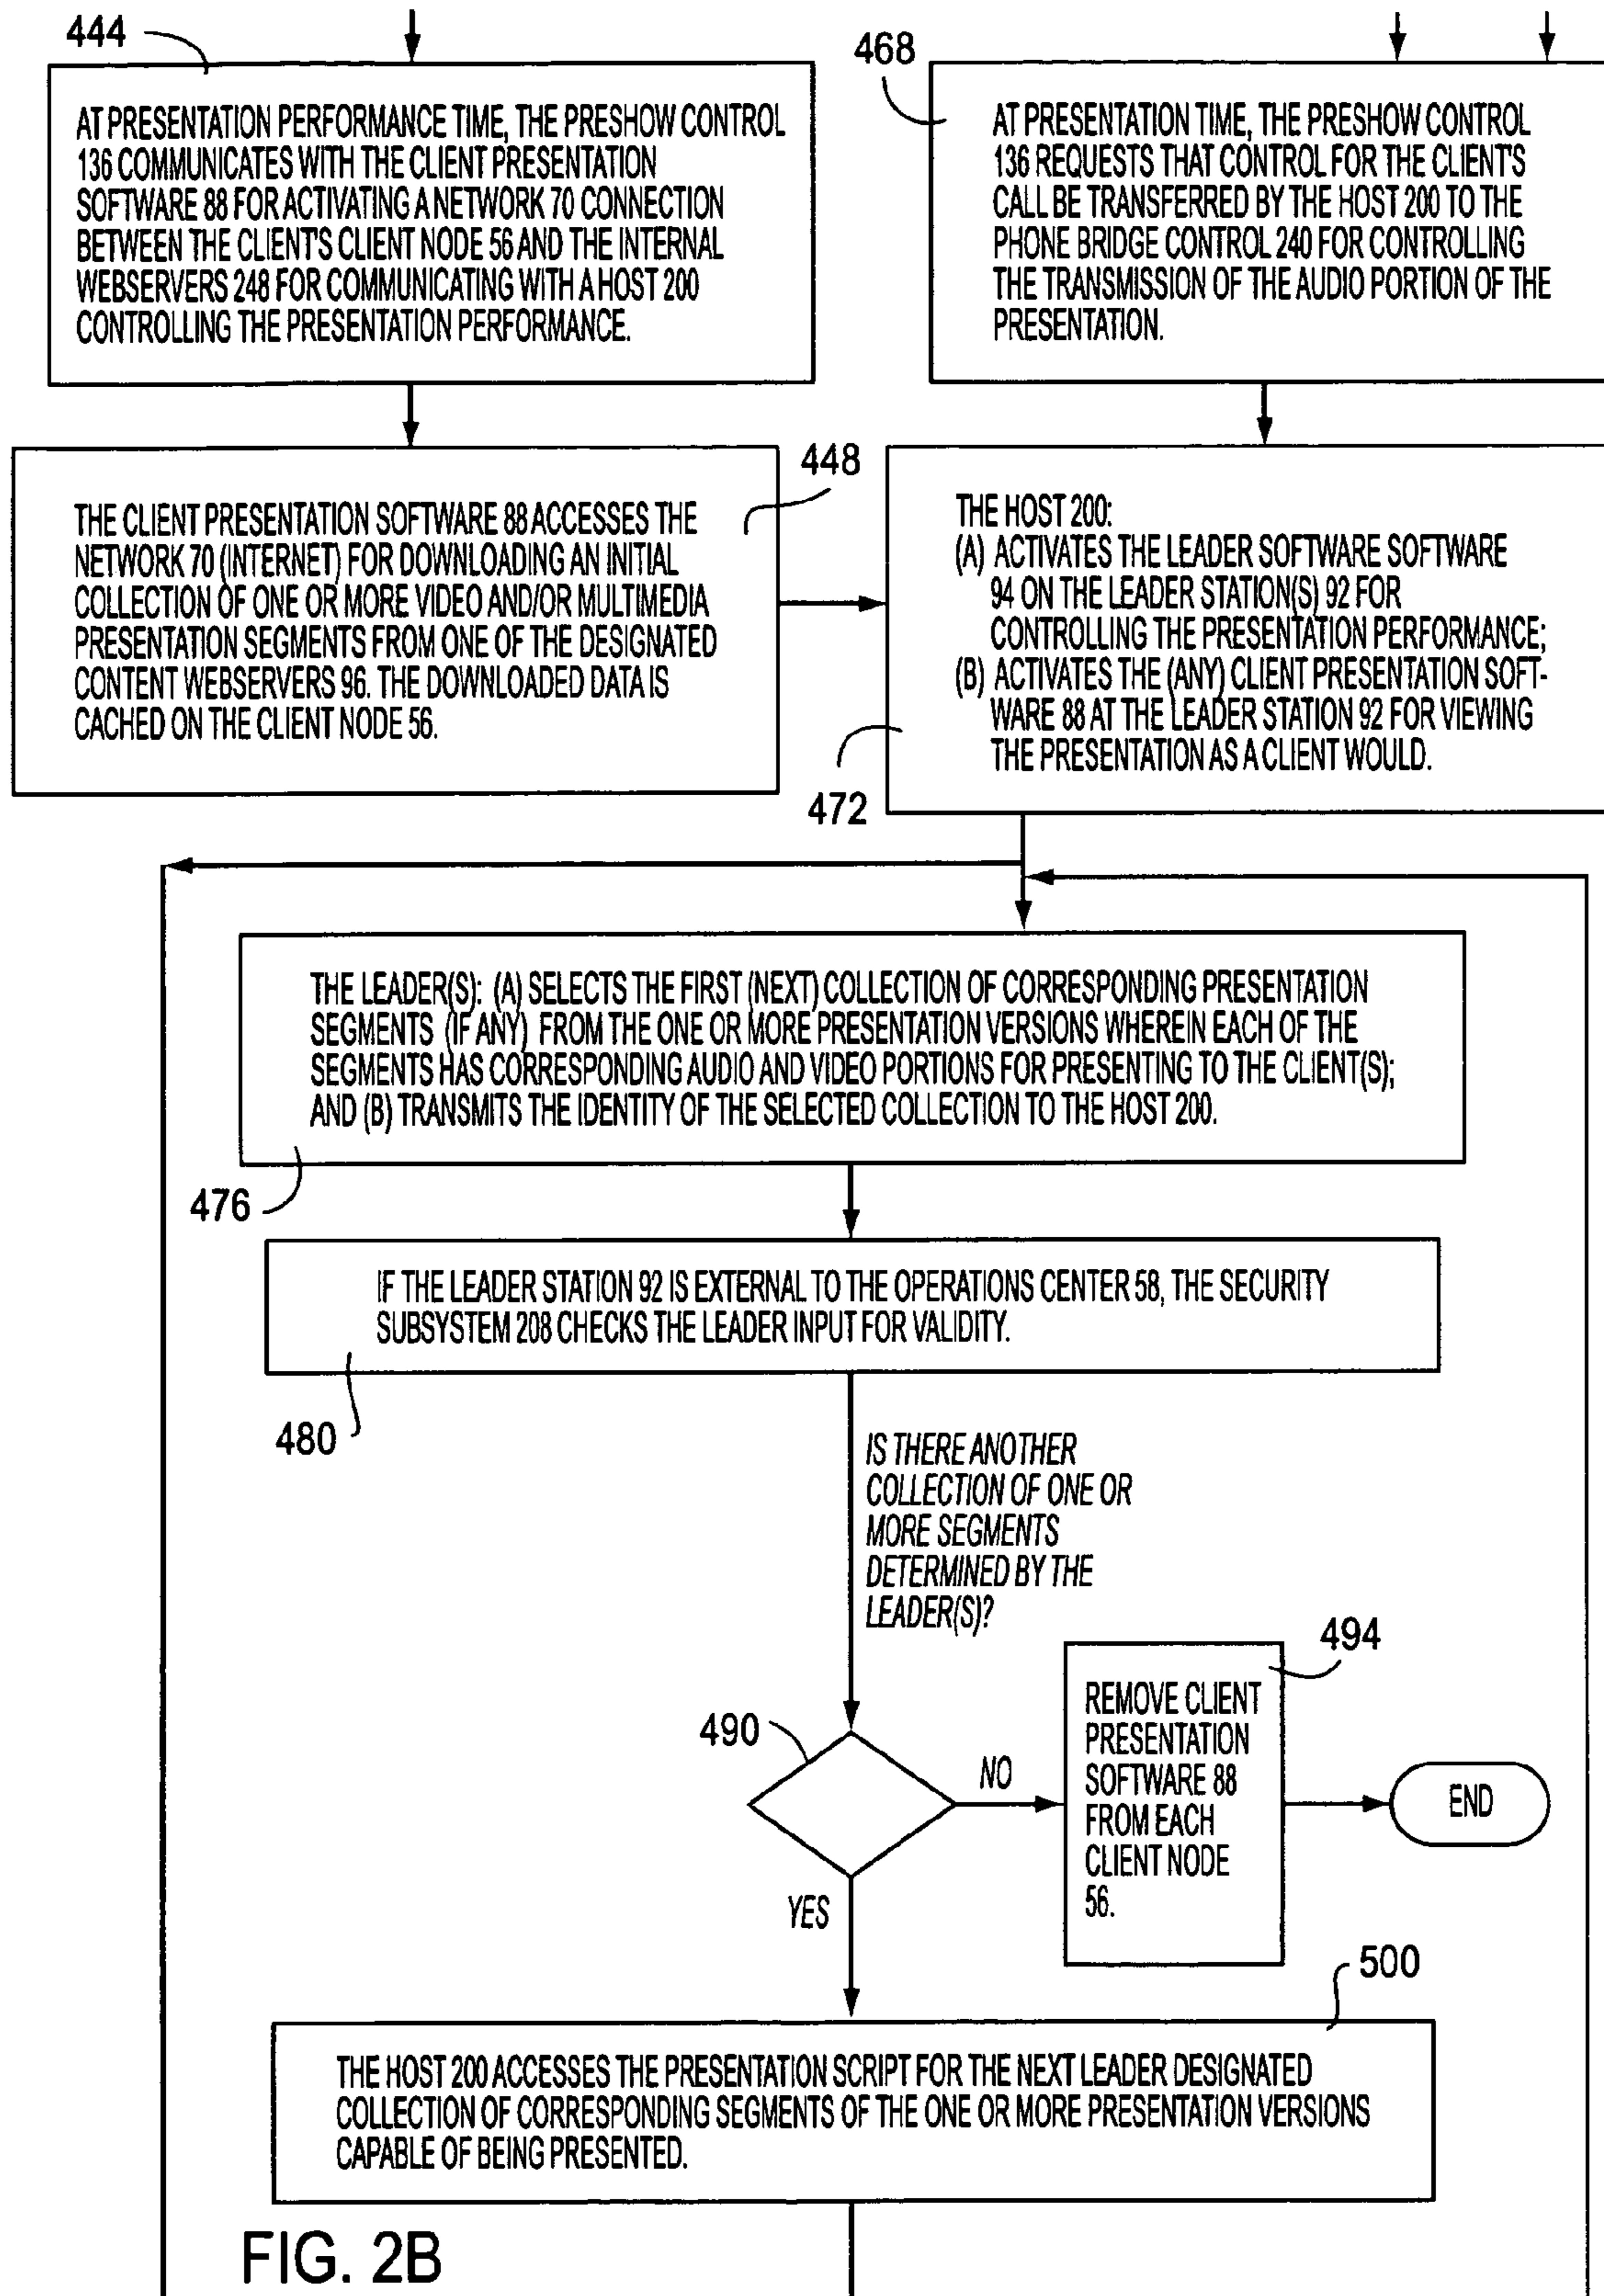 444
AT PRESENTATION PERFORMANCE TIME, THE PRESHOW CONTROL
136 COMMUNICATES WITH THE CLIENT PRESENTATION
SOFTWARE 88 FOR ACTIVATING A NETWORK 70 CONNECTION
BETWEEN THE CLIENT'S CLIENT NODE 56 AND THE INTERNAL
WEBSERVERS 248 FOR COMMUNICATING WITH A HOST 200
CONTROLLING THE PRESENTATION PERFORMANCE.
468
AT PRESENTATION TIME, THE PRESHOW CONTROL
136 REQUESTS THAT CONTROL FOR THE CLIENT'S
CALL BE TRANSFERRED BY THE HOST 200 TO THE
PHONE BRIDGE CONTROL 240 FOR CONTROLLING
THE TRANSMISSION OF THE AUDIO PORTION OF THE
PRESENTATION.
448
THE CLIENT PRESENTATION SOFTWARE 88 ACCESSES THE
NETWORK 70 (INTERNET) FOR DOWNLOADING AN INITIAL
COLLECTION OF ONE OR MORE VIDEO AND/OR MULTIMEDIA
PRESENTATION SEGMENTS FROM ONE OF THE DESIGNATED
CONTENT WEBSERVERS 96. THE DOWNLOADED DATA IS
CACHED ON THE CLIENT NODE 56.
THE HOST 200:
(A) ACTIVATES THE LEADER SOFTWARE SOFTWARE
94 ON THE LEADER STATION(S) 92 FOR
CONTROLLING THE PRESENTATION PERFORMANCE;
(B) ACTIVATES THE (ANY) CLIENT PRESENTATION SOFT-
WARE 88 AT THE LEADER STATION 92 FOR VIEWING
THE PRESENTATION AS A CLIENT WOULD.
472
THE LEADER(S): (A) SELECTS THE FIRST (NEXT) COLLECTION OF CORRESPONDING PRESENTATION
SEGMENTS (IF ANY) FROM THE ONE OR MORE PRESENTATION VERSIONS WHEREIN EACH OF THE
SEGMENTS HAS CORRESPONDING AUDIO AND VIDEO PORTIONS FOR PRESENTING TO THE CLIENT(S);
AND (B) TRANSMITS THE IDENTITY OF THE SELECTED COLLECTION TO THE HOST 200.
476
IF THE LEADER STATION 92 IS EXTERNAL TO THE OPERATIONS CENTER 58, THE SECURITY
SUBSYSTEM 208 CHECKS THE LEADER INPUT FOR VALIDITY.
480
IS THERE ANOTHER
COLLECTION OF ONE OR
MORE SEGMENTS
DETERMINED BY THE
LEADER(S)?
490
NO
494
REMOVE CLIENT
PRESENTATION
SOFTWARE 88
FROM EACH
CLIENT NODE
56.
END
YES
500
THE HOST 200 ACCESSES THE PRESENTATION SCRIPT FOR THE NEXT LEADER DESIGNATED
COLLECTION OF CORRESPONDING SEGMENTS OF THE ONE OR MORE PRESENTATION VERSIONS
CAPABLE OF BEING PRESENTED.
FIG. 2B